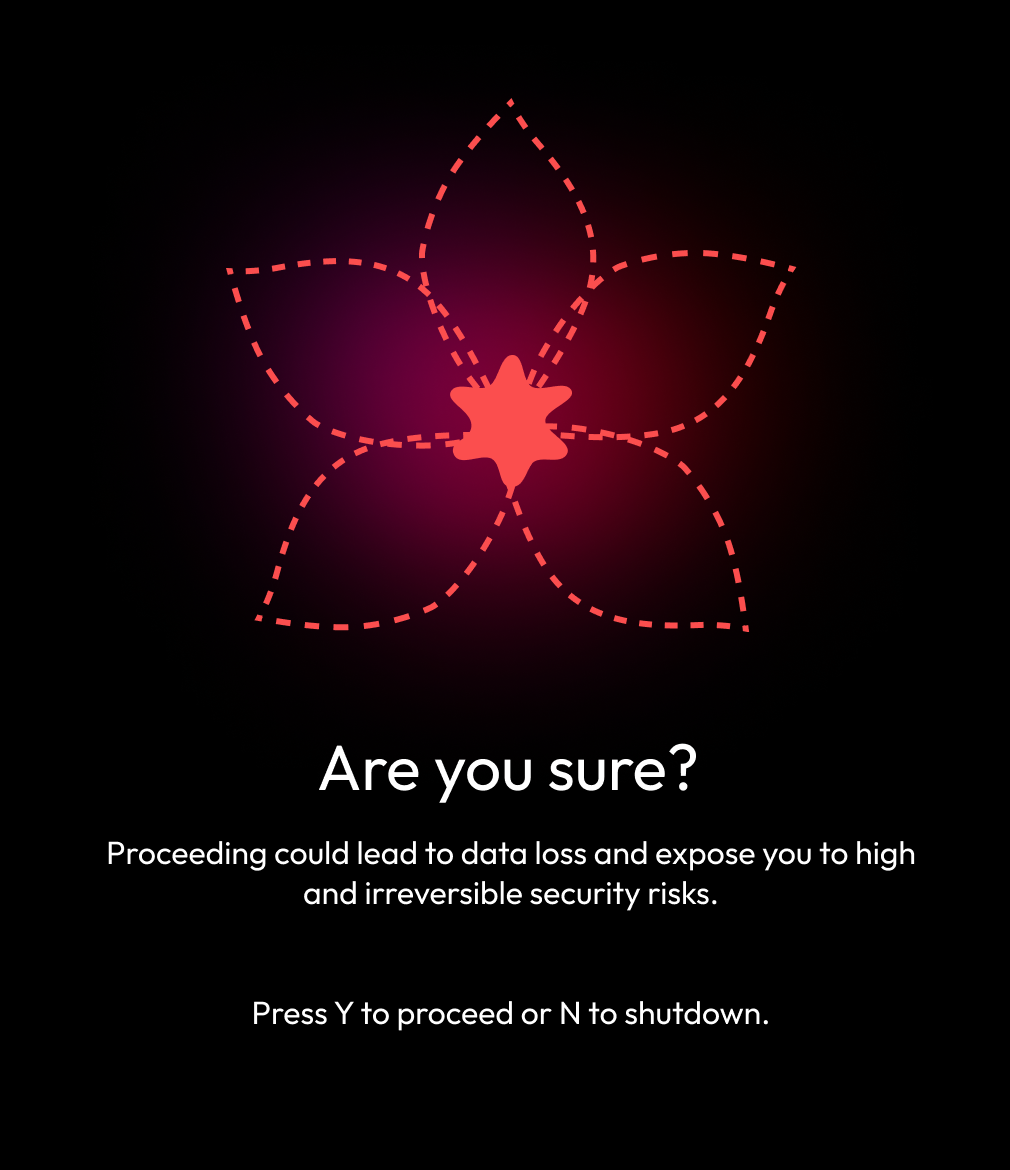 Are you sure?
Proceeding could lead to data loss and expose you to high
and irreversible security risks.
Press Y to proceed or N to shutdown.